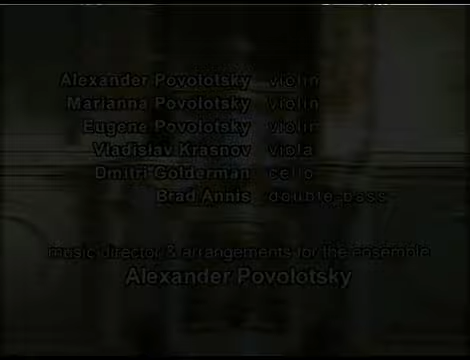 Alexander Povolotsky violin
Marianna Povolotsky violin
Eugene Povolotsky violin
Vladislav Krasnov viola
Dmitri Golderman cello
Brad Annis double-pass
music director & arrangements for the ensemble
Alexander Povolotsky